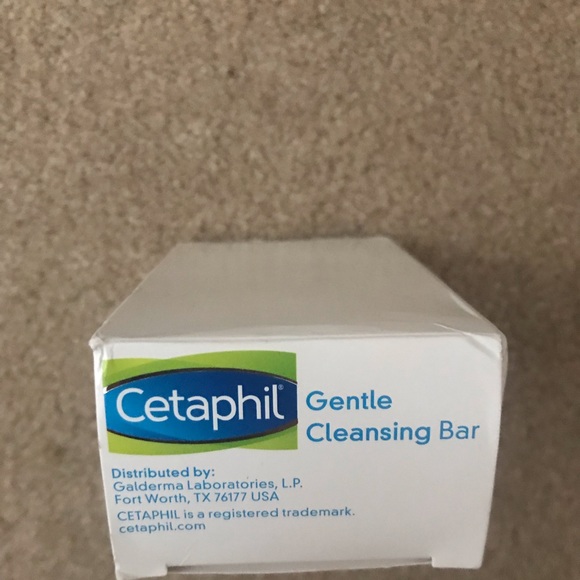 Cetaphil®
Gentle
Cleansing Bar
Distributed by:
Galderma Laboratories, L.P.
Fort Worth, TX 76177 USA
CETAPHIL is a registered trademark.
cetaphil.com